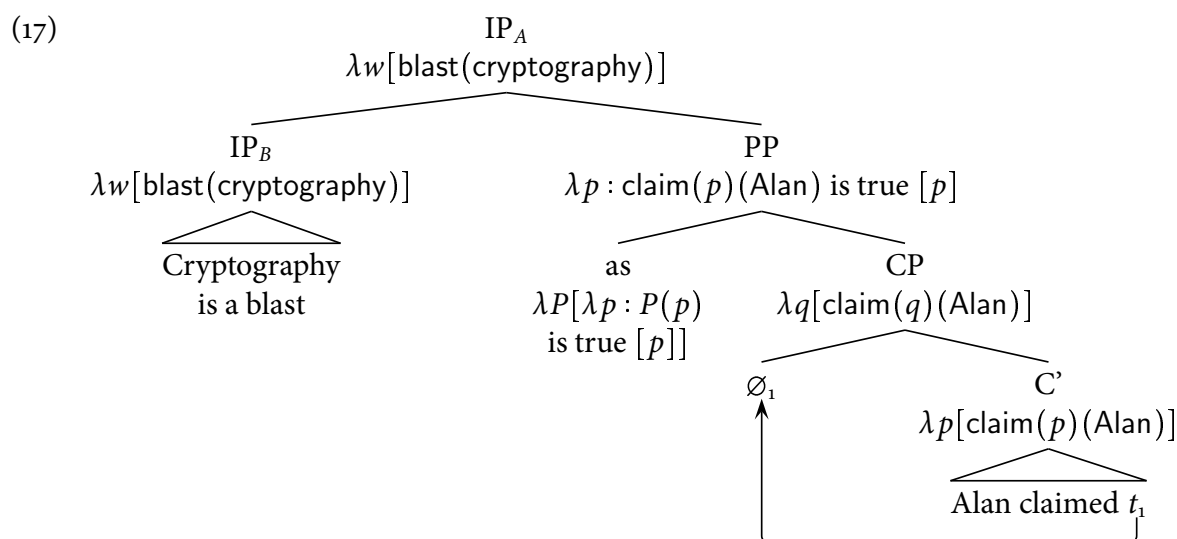 (17) IP_A
λw[blast(cryptography)]
IP_B PP
λw[blast(cryptography)] λp : claim(p)(Alan) is true [p]
Cryptography as CP
is a blast λP[λp : P(p) λq[claim(q)(Alan)]
is true [p]]
∅₁ C’
λp[claim(p)(Alan)]
Alan claimed t₁